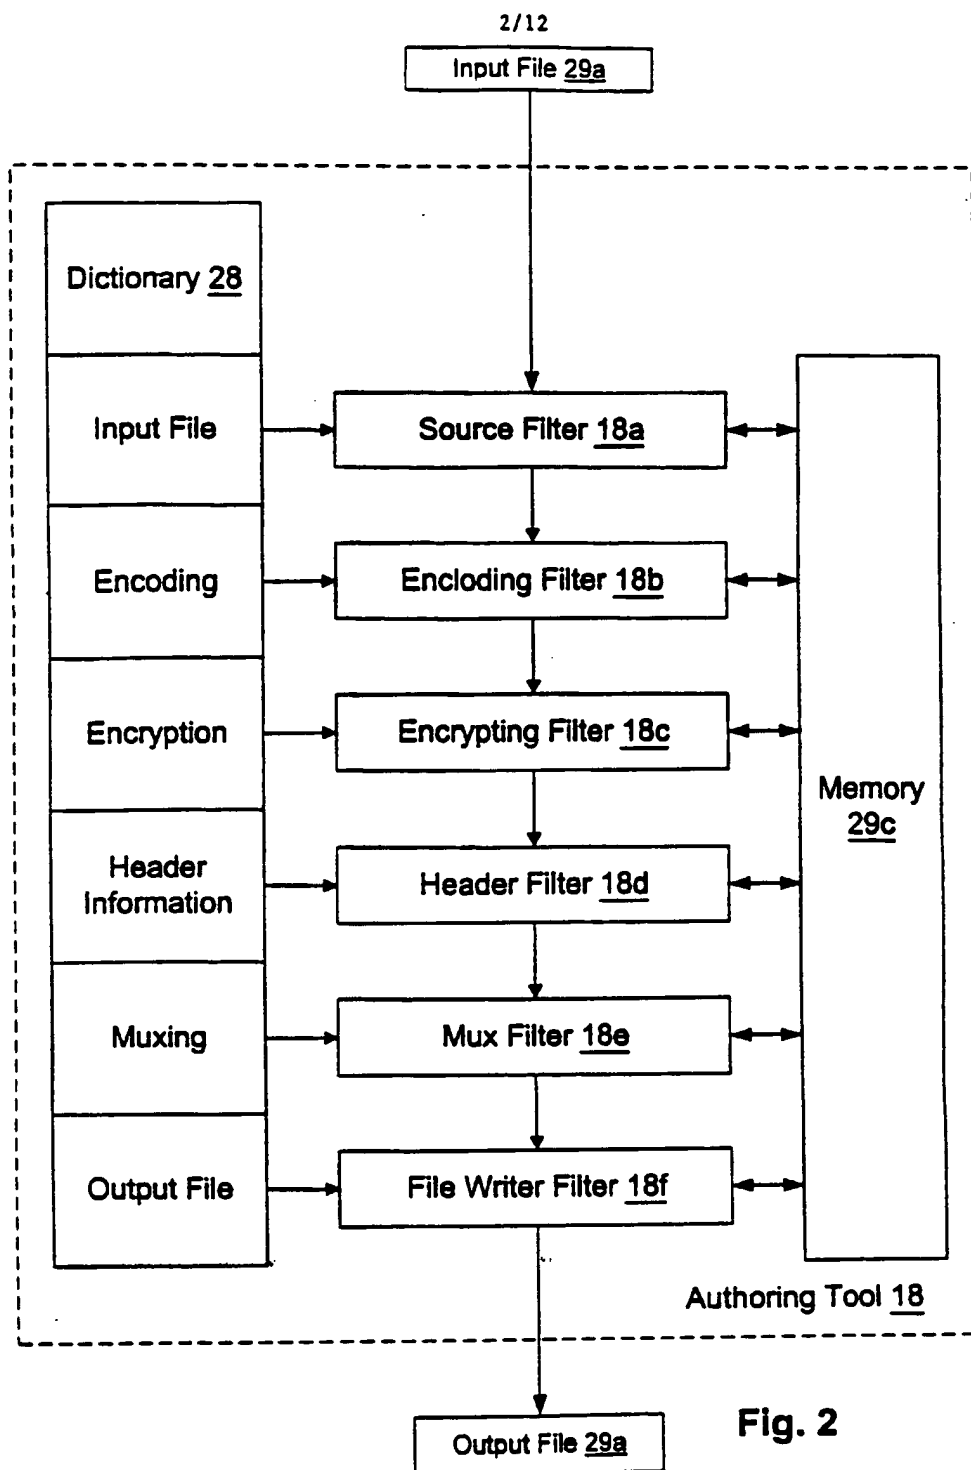 2/12
Input File 29a
Dictionary 28
Input File
Source Filter 18a
Encoding
Encloding Filter 18b
Encryption
Encrypting Filter 18c
Memory
29c
Header
Information
Header Filter 18d
Muxing
Mux Filter 18e
Output File
File Writer Filter 18f
Authoring Tool 18
Output File 29a
Fig. 2